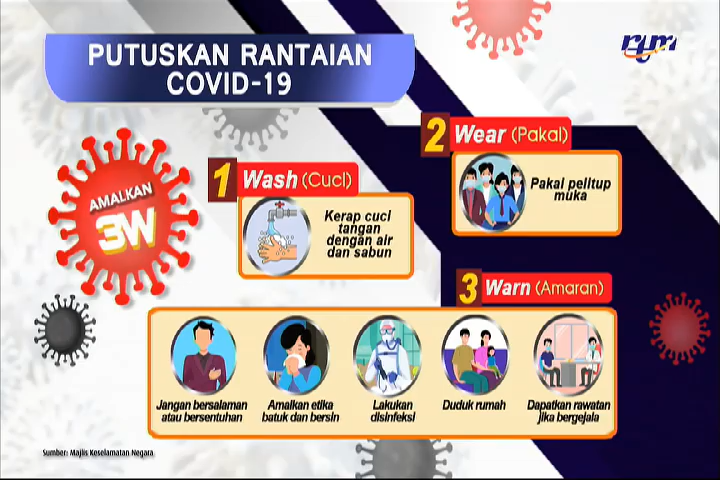 PUTUSKAN RANTAIAN
COVID-19
rtm
AMALKAN
3W
1 Wash (Cuci)
Kerap cuci
tangan
dengan air
dan sabun
2 Wear (Pakai)
Pakai pelitup
muka
3 Warn (Amaran)
Jangan bersalaman
atau bersentuhan
Amalkan etika
batuk dan bersin
Lakukan
disinfeksi
Duduk rumah
Dapatkan rawatan
jika bergejala
Sumber: Majlis Keselamatan Negara